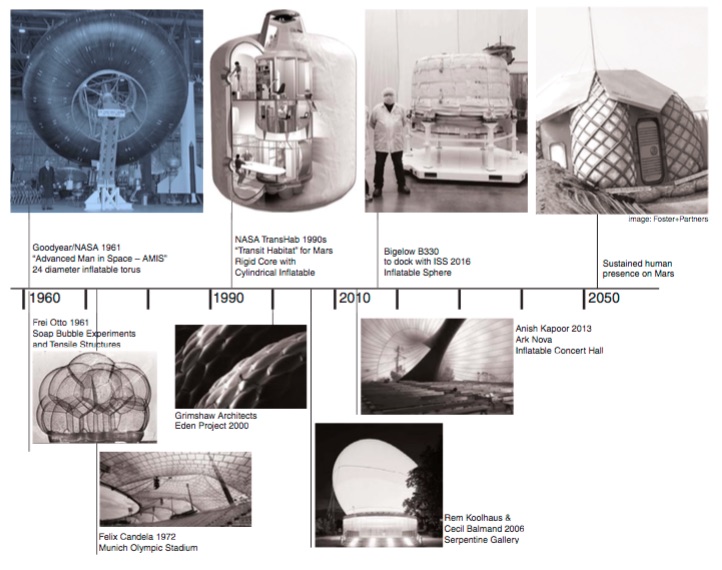 image: Foster+Partners
Goodyear/NASA 1961
“Advanced Man in Space – AMIS”
24 diameter inflatable torus
NASA TransHab 1990s
“Transit Habitat” for Mars
Rigid Core with
Cylindrical Inflatable
Bigelow B330
to dock with ISS 2016
Inflatable Sphere
Sustained human
presence on Mars
1960
1990
2010
2050
Frei Otto 1961
Soap Bubble Experiments
and Tensile Structures
Grimshaw Architects
Eden Project 2000
Anish Kapoor 2013
Ark Nova
Inflatable Concert Hall
Felix Candela 1972
Munich Olympic Stadium
Rem Koolhaus &
Cecil Balmand 2006
Serpentine Gallery